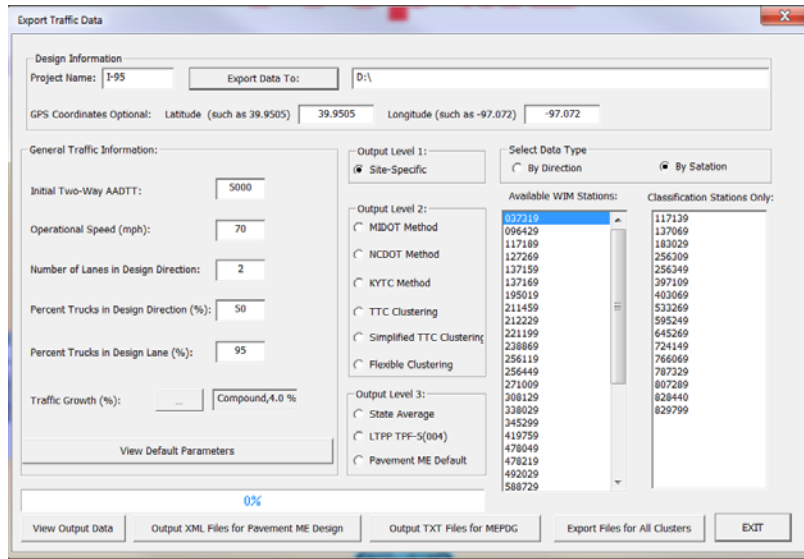 Export Traffic Data
Design Information
Project Name: I-95 Export Data To: D:\
GPS Coordinates Optional: Latitude (such as 39.9505) 39.9505 Longitude (such as -97.072) -97.072
General Traffic Information:
Initial Two-Way AADTT: 5000
Operational Speed (mph): 70
Number of Lanes in Design Direction: 2
Percent Trucks in Design Direction (%): 50
Percent Trucks in Design Lane (%): 95
Traffic Growth (%): ... Compound,4.0 %
View Default Parameters
Output Level 1:
Site-Specific
Output Level 2:
MIDOT Method
NCDOT Method
KYTC Method
TTC Clustering
Simplified TTC Clustering
Flexible Clustering
Output Level 3:
State Average
LTPP TPF-5(004)
Pavement ME Default
Select Data Type
By Direction By Satation
Available WIM Stations:
037319
096429
117189
127269
137159
137169
195019
211459
212229
221199
238869
256119
256449
271009
308129
338029
345299
419759
478049
478219
492029
588729
Classification Stations Only:
117139
137069
183029
256309
256349
397109
403069
533269
595249
645269
724149
766069
787329
807289
828440
829799
0%
View Output Data Output XML Files for Pavement ME Design Output TXT Files for MEPDG Export Files for All Clusters EXIT